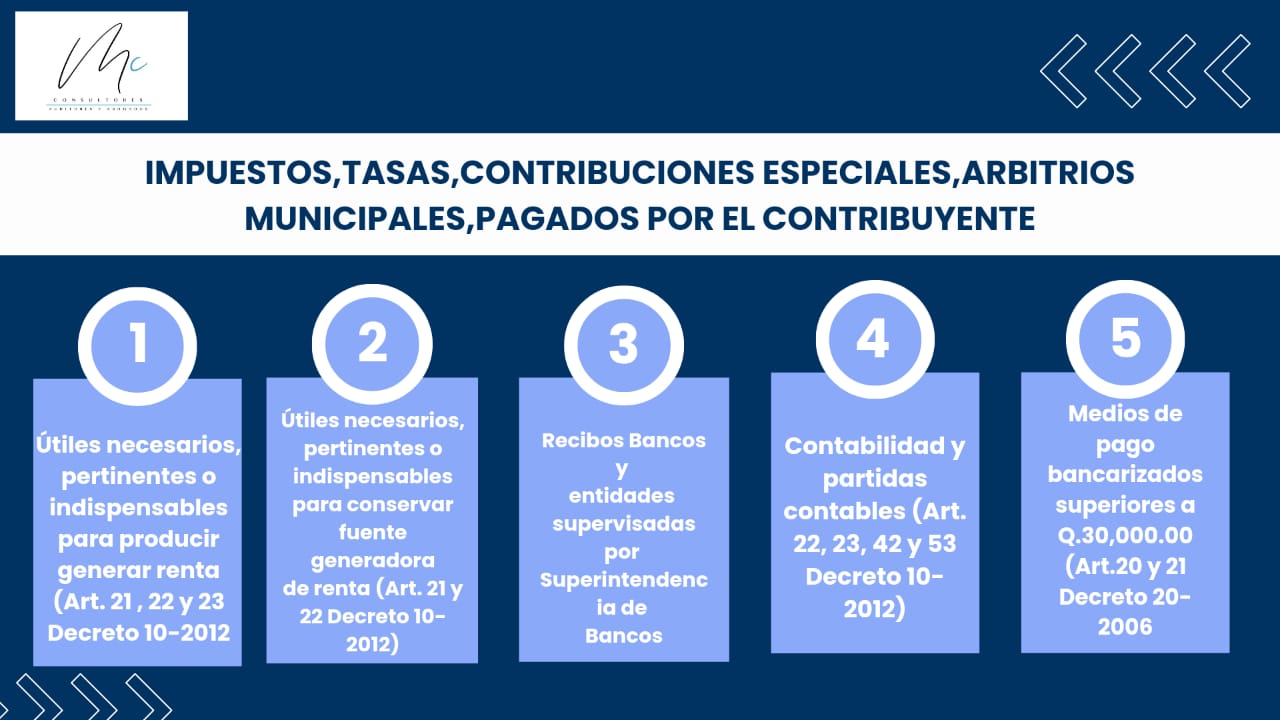 Mc
CONSULTORES
AUDITORES Y ABOGADOS
IMPUESTOS,TASAS,CONTRIBUCIONES ESPECIALES,ARBITRIOS
MUNICIPALES,PAGADOS POR EL CONTRIBUYENTE
1
Útiles necesarios,
pertinentes o
indispensables
para producir
generar renta
(Art. 21 , 22 y 23
Decreto 10-2012
2
Útiles necesarios,
pertinentes o
indispensables
para conservar
fuente
generadora
de renta (Art. 21 y
22 Decreto 10-
2012)
3
Recibos Bancos
y
entidades
supervisadas
por
Superintendenc
ia de
Bancos
4
Contabilidad y
partidas
contables (Art.
22, 23, 42 y 53
Decreto 10-
2012)
5
Medios de
pago
bancarizados
superiores a
Q.30,000.00
(Art.20 y 21
Decreto 20-
2006